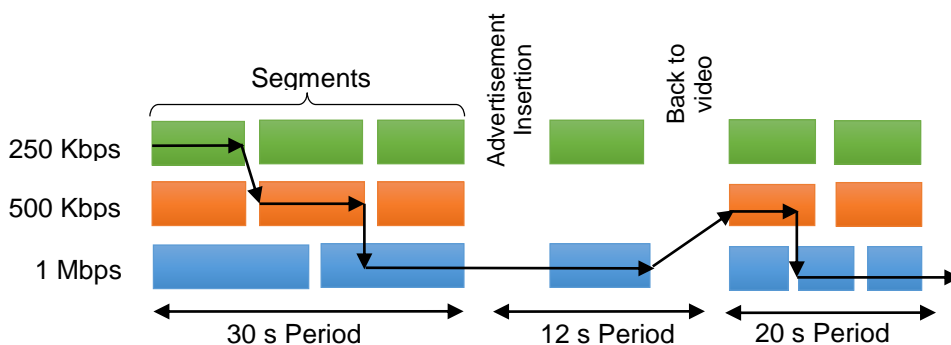 Segments
Advertisement
Insertion
Back to
video
250 Kbps
500 Kbps
1 Mbps
30 s Period
12 s Period
20 s Period